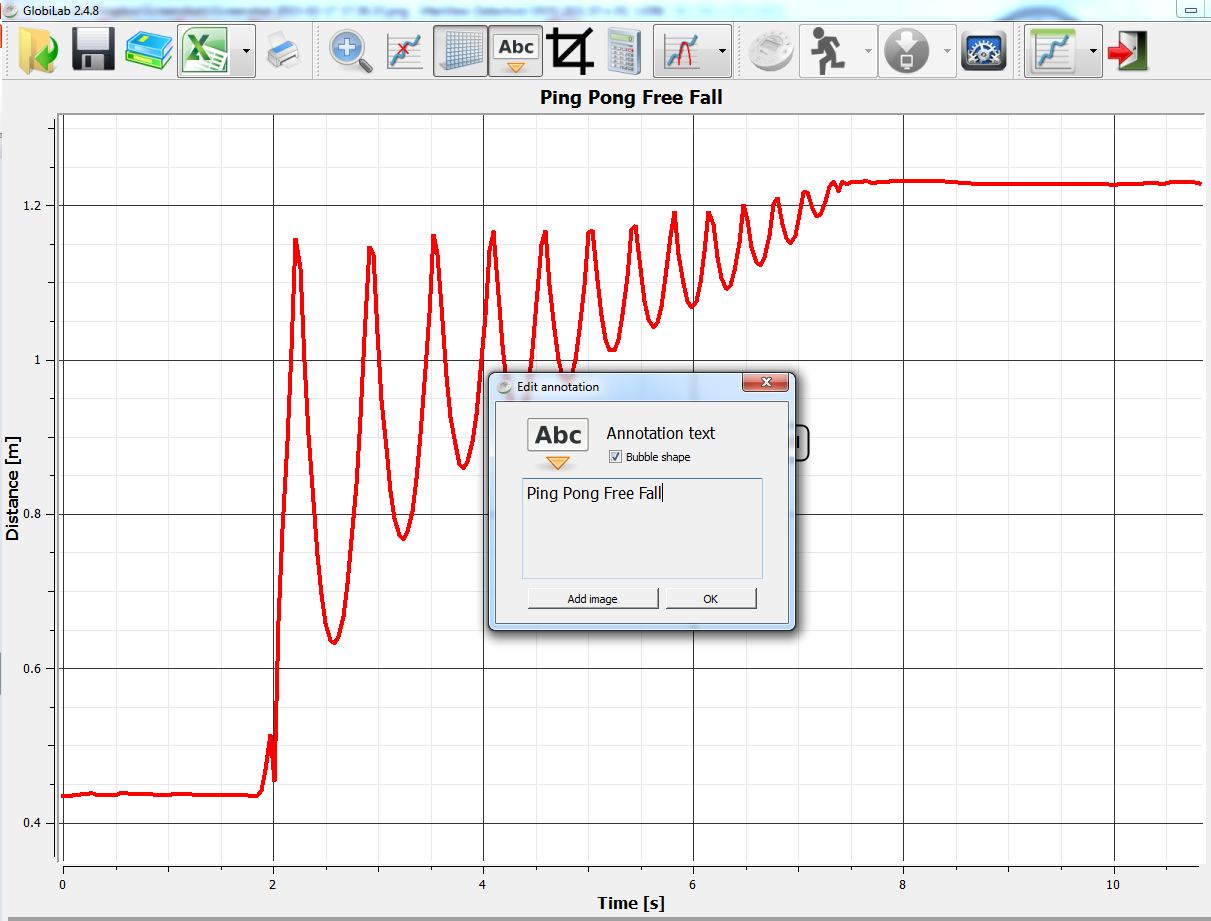 GlobiLab 2.4.8
Abc
Ping Pong Free Fall
1.2
1
0.8
0.6
0.4
Distance [m]
Edit annotation
Abc
Annotation text
Bubble shape
Ping Pong Free Fall
Add image
OK
0
2
4
6
8
10
Time [s]